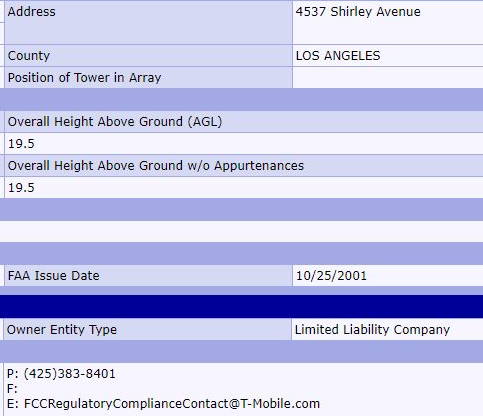 Address 4537 Shirley Avenue
County LOS ANGELES
Position of Tower in Array
Overall Height Above Ground (AGL)
19.5
Overall Height Above Ground w/o Appurtenances
19.5
FAA Issue Date 10/25/2001
Owner Entity Type Limited Liability Company
P: (425)383-8401
F:
E: FCCRegulatoryComplianceContact@T-Mobile.com